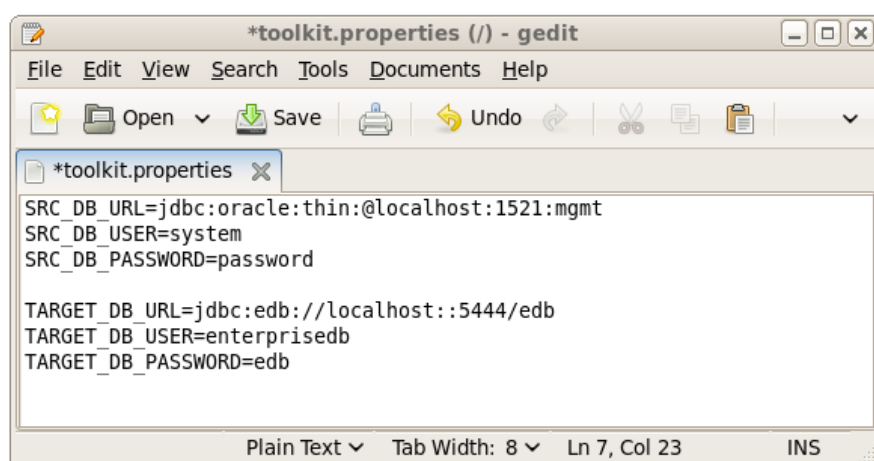 *toolkit.properties (/) - gedit
File Edit View Search Tools Documents Help
Open Save Undo
*toolkit.properties
SRC_DB_URL=jdbc:oracle:thin:@localhost:1521:mgmt
SRC_DB_USER=system
SRC_DB_PASSWORD=password
TARGET_DB_URL=jdbc:edb://localhost::5444/edb
TARGET_DB_USER=enterprisedb
TARGET_DB_PASSWORD=edb
Plain Text Tab Width: 8 Ln 7, Col 23 INS